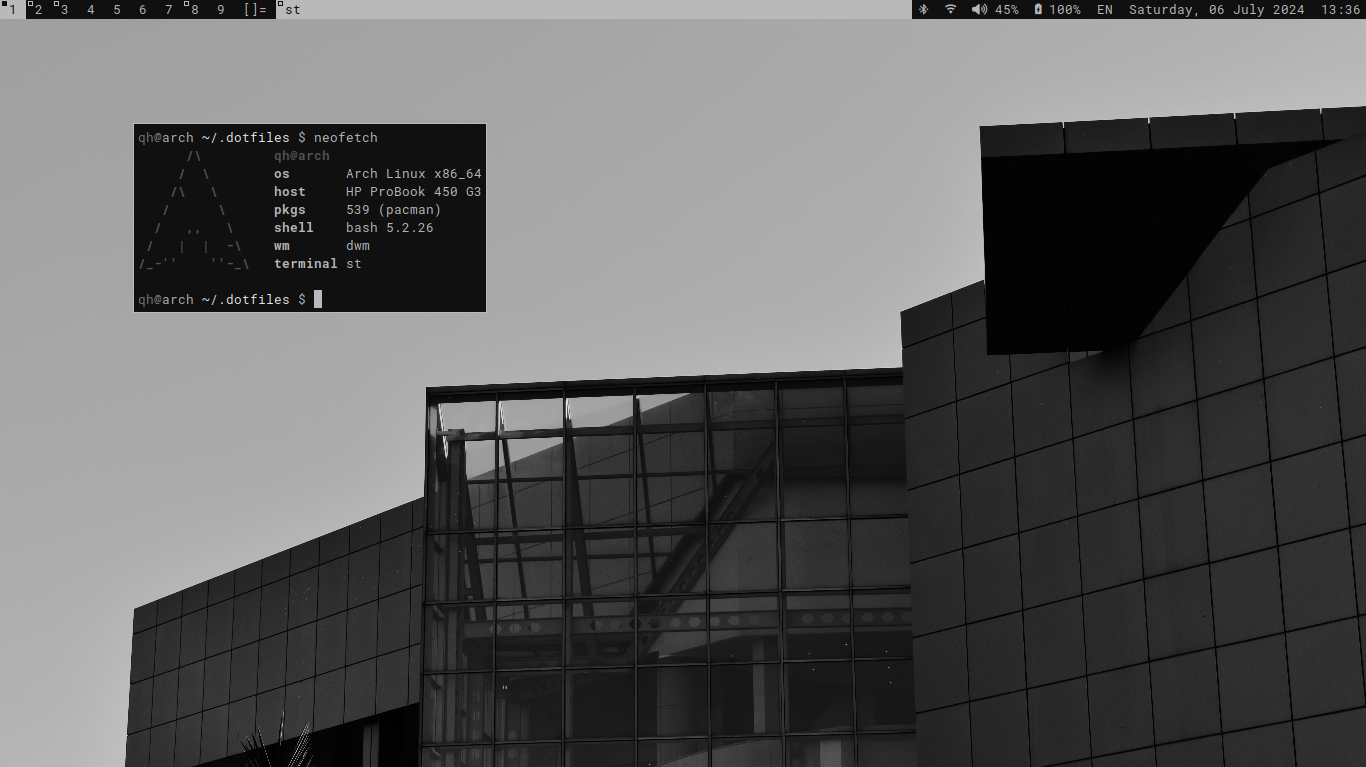 1 2 3 4 5 6 7 8 9 []= st 45% 100% EN Saturday, 06 July 2024 13:36
qh@arch ~/.dotfiles $ neofetch
/\ qh@arch
/ \ os Arch Linux x86_64
/\ \ host HP ProBook 450 G3
/ \ pkgs 539 (pacman)
/ ,, \ shell bash 5.2.26
/ | | -\ wm dwm
/_-'' ''-_\ terminal st
qh@arch ~/.dotfiles $